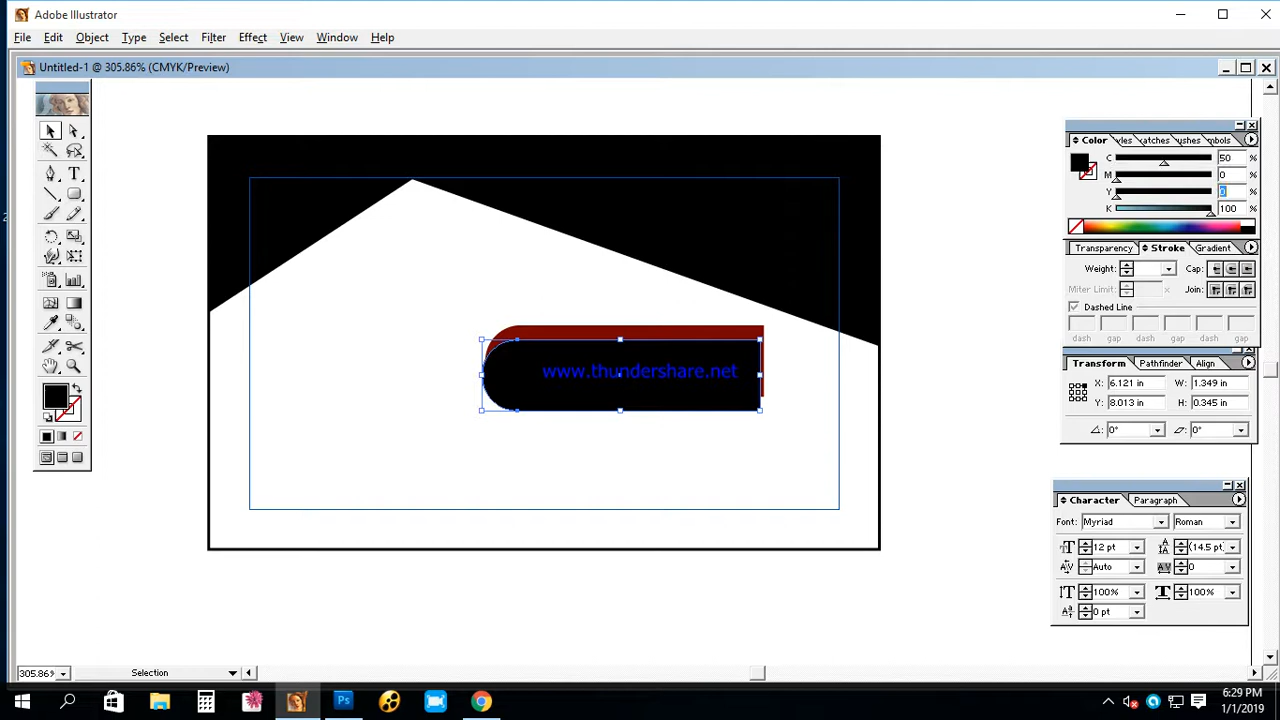 Adobe Illustrator
File Edit Object Type Select Filter Effect View Window Help
Untitled-1 @ 305.86% (CMYK/Preview)
Color
C 50 %
M 0 %
Y %
K 100 %
Transparency Stroke Gradient
Weight: Cap:
Miter Limit: x Join:
Dashed Line
dash gap dash gap dash gap
Transform Pathfinder Align
X: 6.121 in W: 1.349 in
Y: 8.013 in H: 0.345 in
0° 0°
www.thundershare.net
Character Paragraph
Font: Myriad Roman
12 pt (14.5 pt)
Auto 0
100% 100%
0 pt
305.86% Selection
Ps
6:29 PM
1/1/2019